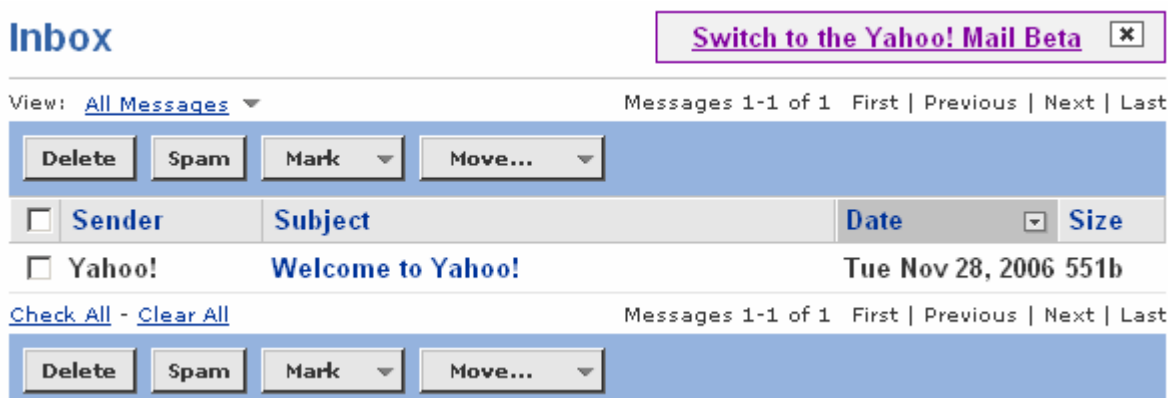 Inbox
Switch to the Yahoo! Mail Beta
View: All Messages Messages 1-1 of 1 First | Previous | Next | Last
Delete Spam Mark Move...
Sender Subject Date Size
Yahoo! Welcome to Yahoo! Tue Nov 28, 2006 551b
Check All - Clear All Messages 1-1 of 1 First | Previous | Next | Last
Delete Spam Mark Move...